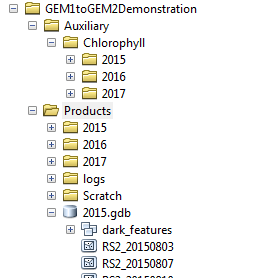 GEM1toGEM2Demonstration
Auxiliary
Chlorophyll
2015
2016
2017
Products
2015
2016
2017
logs
Scratch
2015.gdb
dark_features
RS2_20150803
RS2_20150807